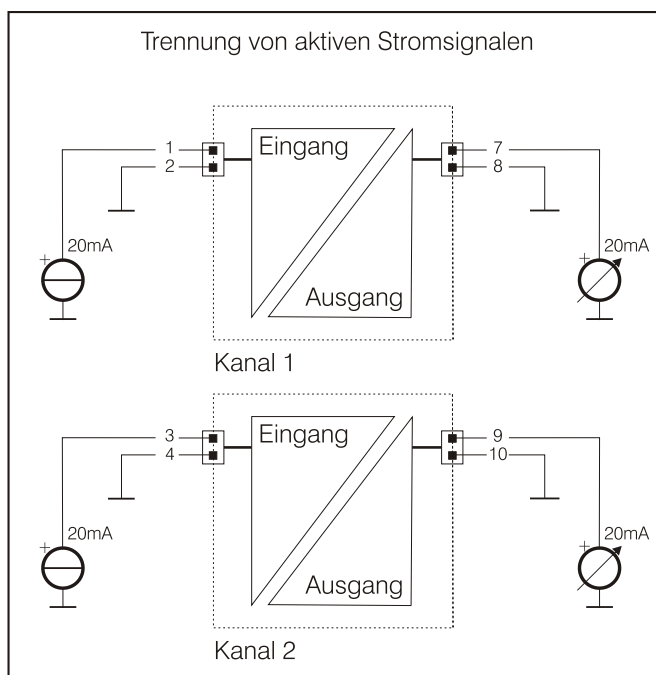 Trennung von aktiven Stromsignalen
1 Eingang 7
2 8
+ 20mA + 20mA
Ausgang
Kanal 1
3 Eingang 9
4 10
+ 20mA + 20mA
Ausgang
Kanal 2